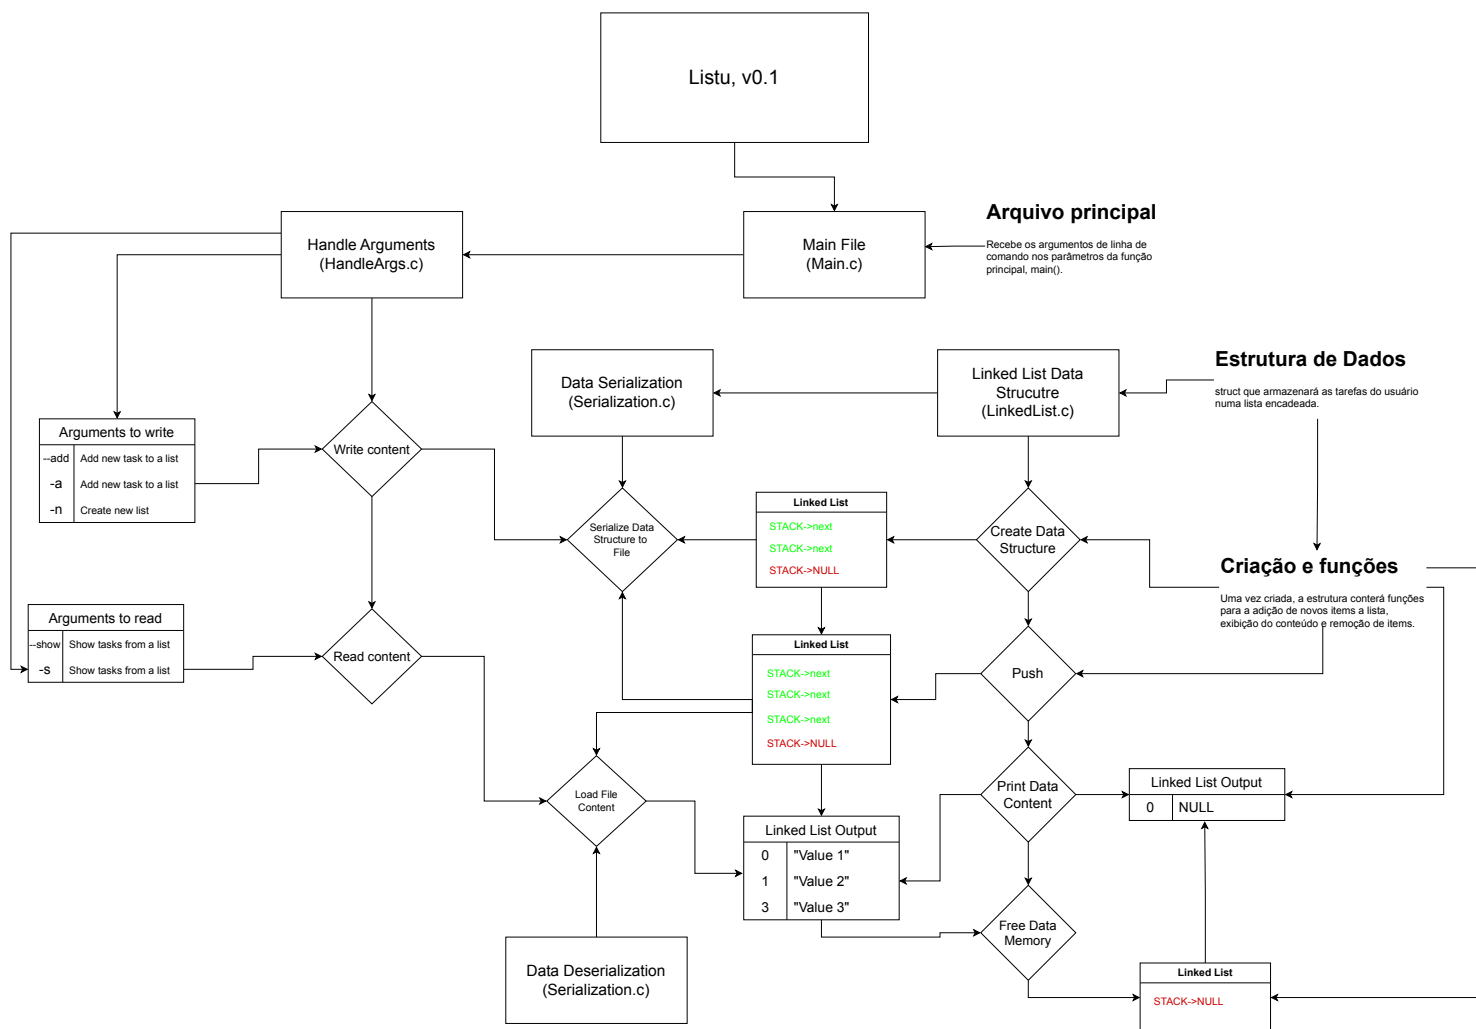 Listu, v0.1
Handle Arguments
(HandleArgs.c)
Main File
(Main.c)
Arquivo principal
Recebe os argumentos de linha de
comando nos parâmetros da função
principal, main().
Data Serialization
(Serialization.c)
Linked List Data
Strucutre
(LinkedList.c)
Estrutura de Dados
struct que armazenará as tarefas do usuário
numa lista encadeada.
Arguments to write
--add Add new task to a list
-a Add new task to a list
-n Create new list
Write content
Serialize Data
Structure to
File
Linked List
STACK->next
STACK->next
STACK->NULL
Create Data
Structure
Criação e funções
Uma vez criada, a estrutura conterá funções
para a adição de novos items a lista,
exibição do conteúdo e remoção de items.
Arguments to read
--show Show tasks from a list
-s Show tasks from a list
Read content
Linked List
STACK->next
STACK->next
STACK->next
STACK->NULL
Push
Load File
Content
Print Data
Content
Linked List Output
0 NULL
Linked List Output
0 "Value 1"
1 "Value 2"
3 "Value 3"
Free Data
Memory
Data Deserialization
(Serialization.c)
Linked List
STACK->NULL